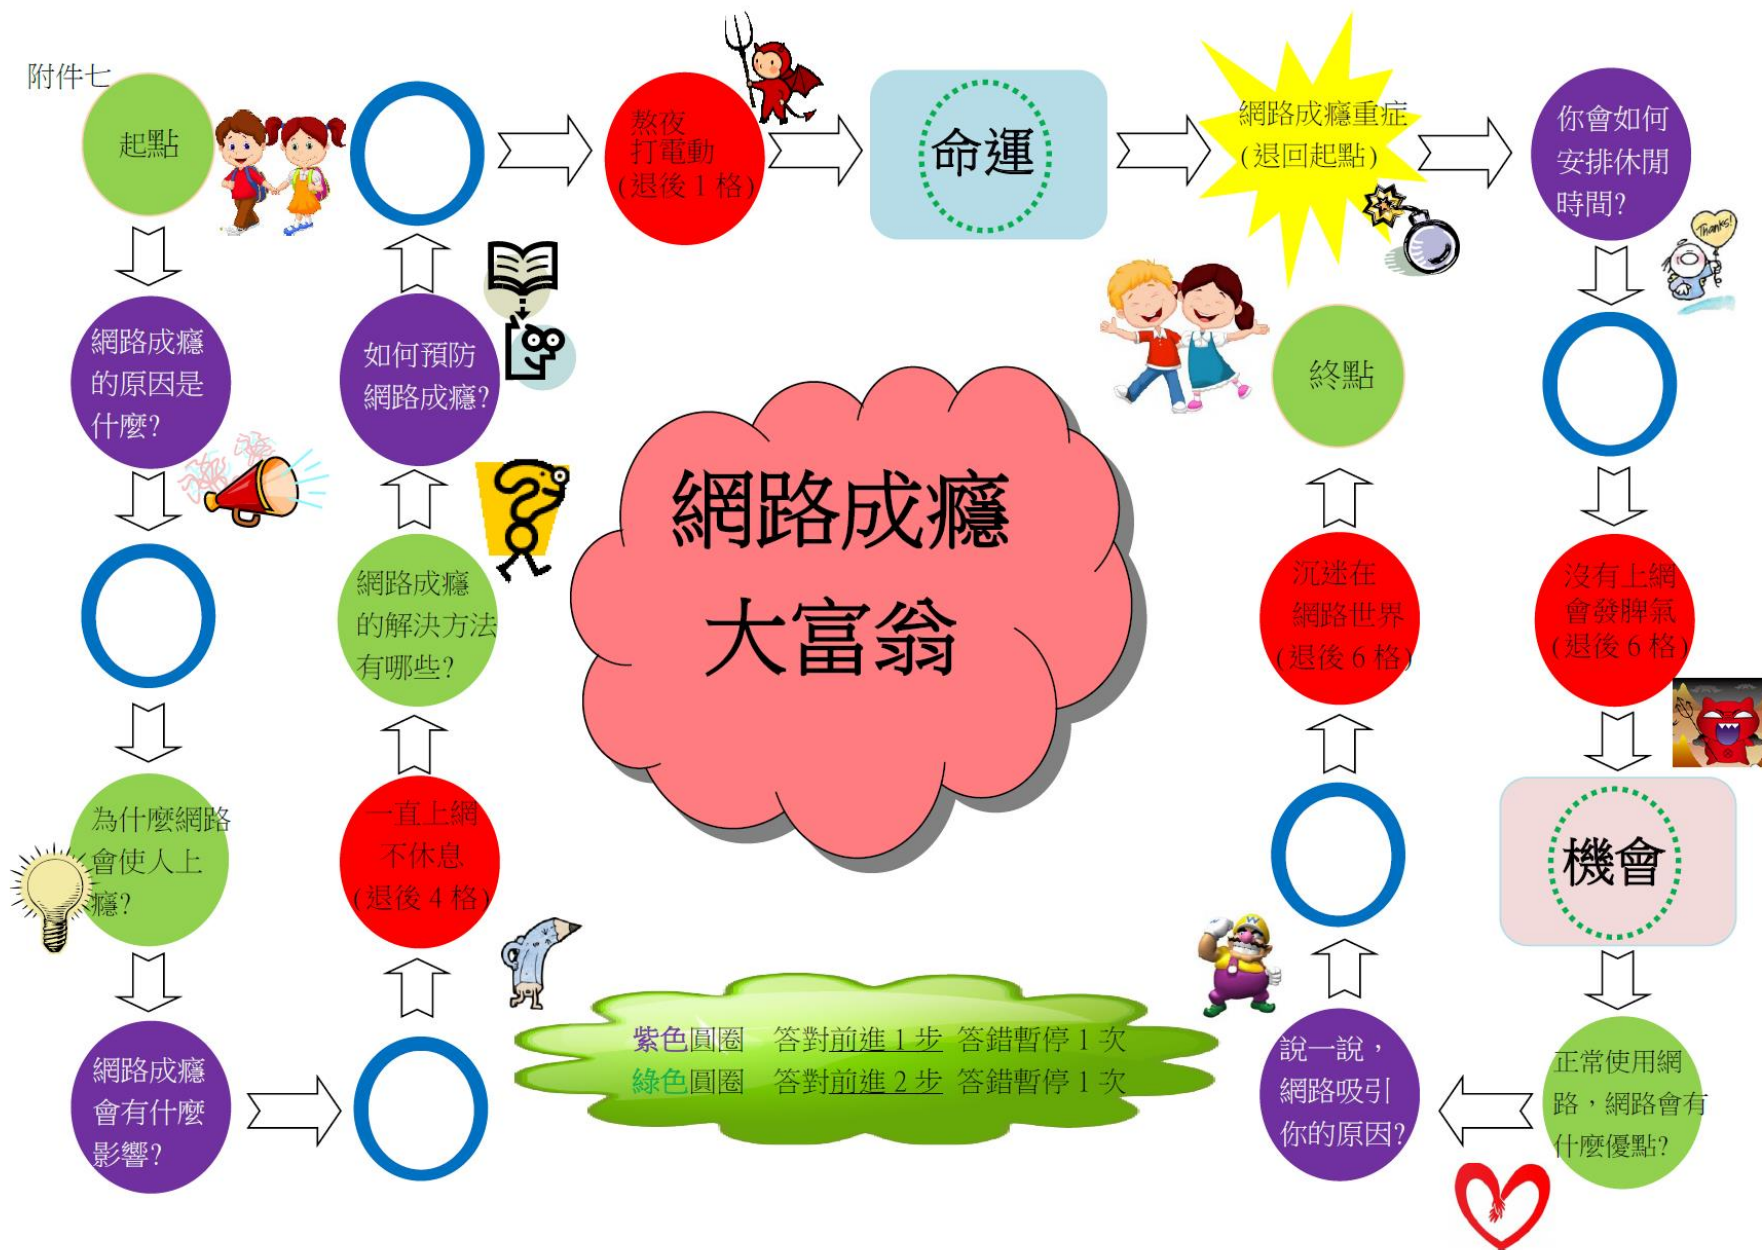 附件七
起點
網路成癮
的原因是
什麼?
為什麼網路
會使人上
癮?
網路成癮
會有什麼
影響?
一直上網
不休息
(退後 4 格)
網路成癮
的解決方法
有哪些?
如何預防
網路成癮?
熬夜
打電動
(退後 1 格)
命運
網路成癮重症
(退回起點)
你會如何
安排休閒
時間?
Thanks!
沒有上網
會發脾氣
(退後 6 格)
機會
正常使用網
路，網路會有
什麼優點?
說一說，
網路吸引
你的原因?
沉迷在
網路世界
(退後 6 格)
終點
網路成癮
大富翁
紫色圓圈 答對前進 1 步 答錯暫停 1 次
綠色圓圈 答對前進 2 步 答錯暫停 1 次